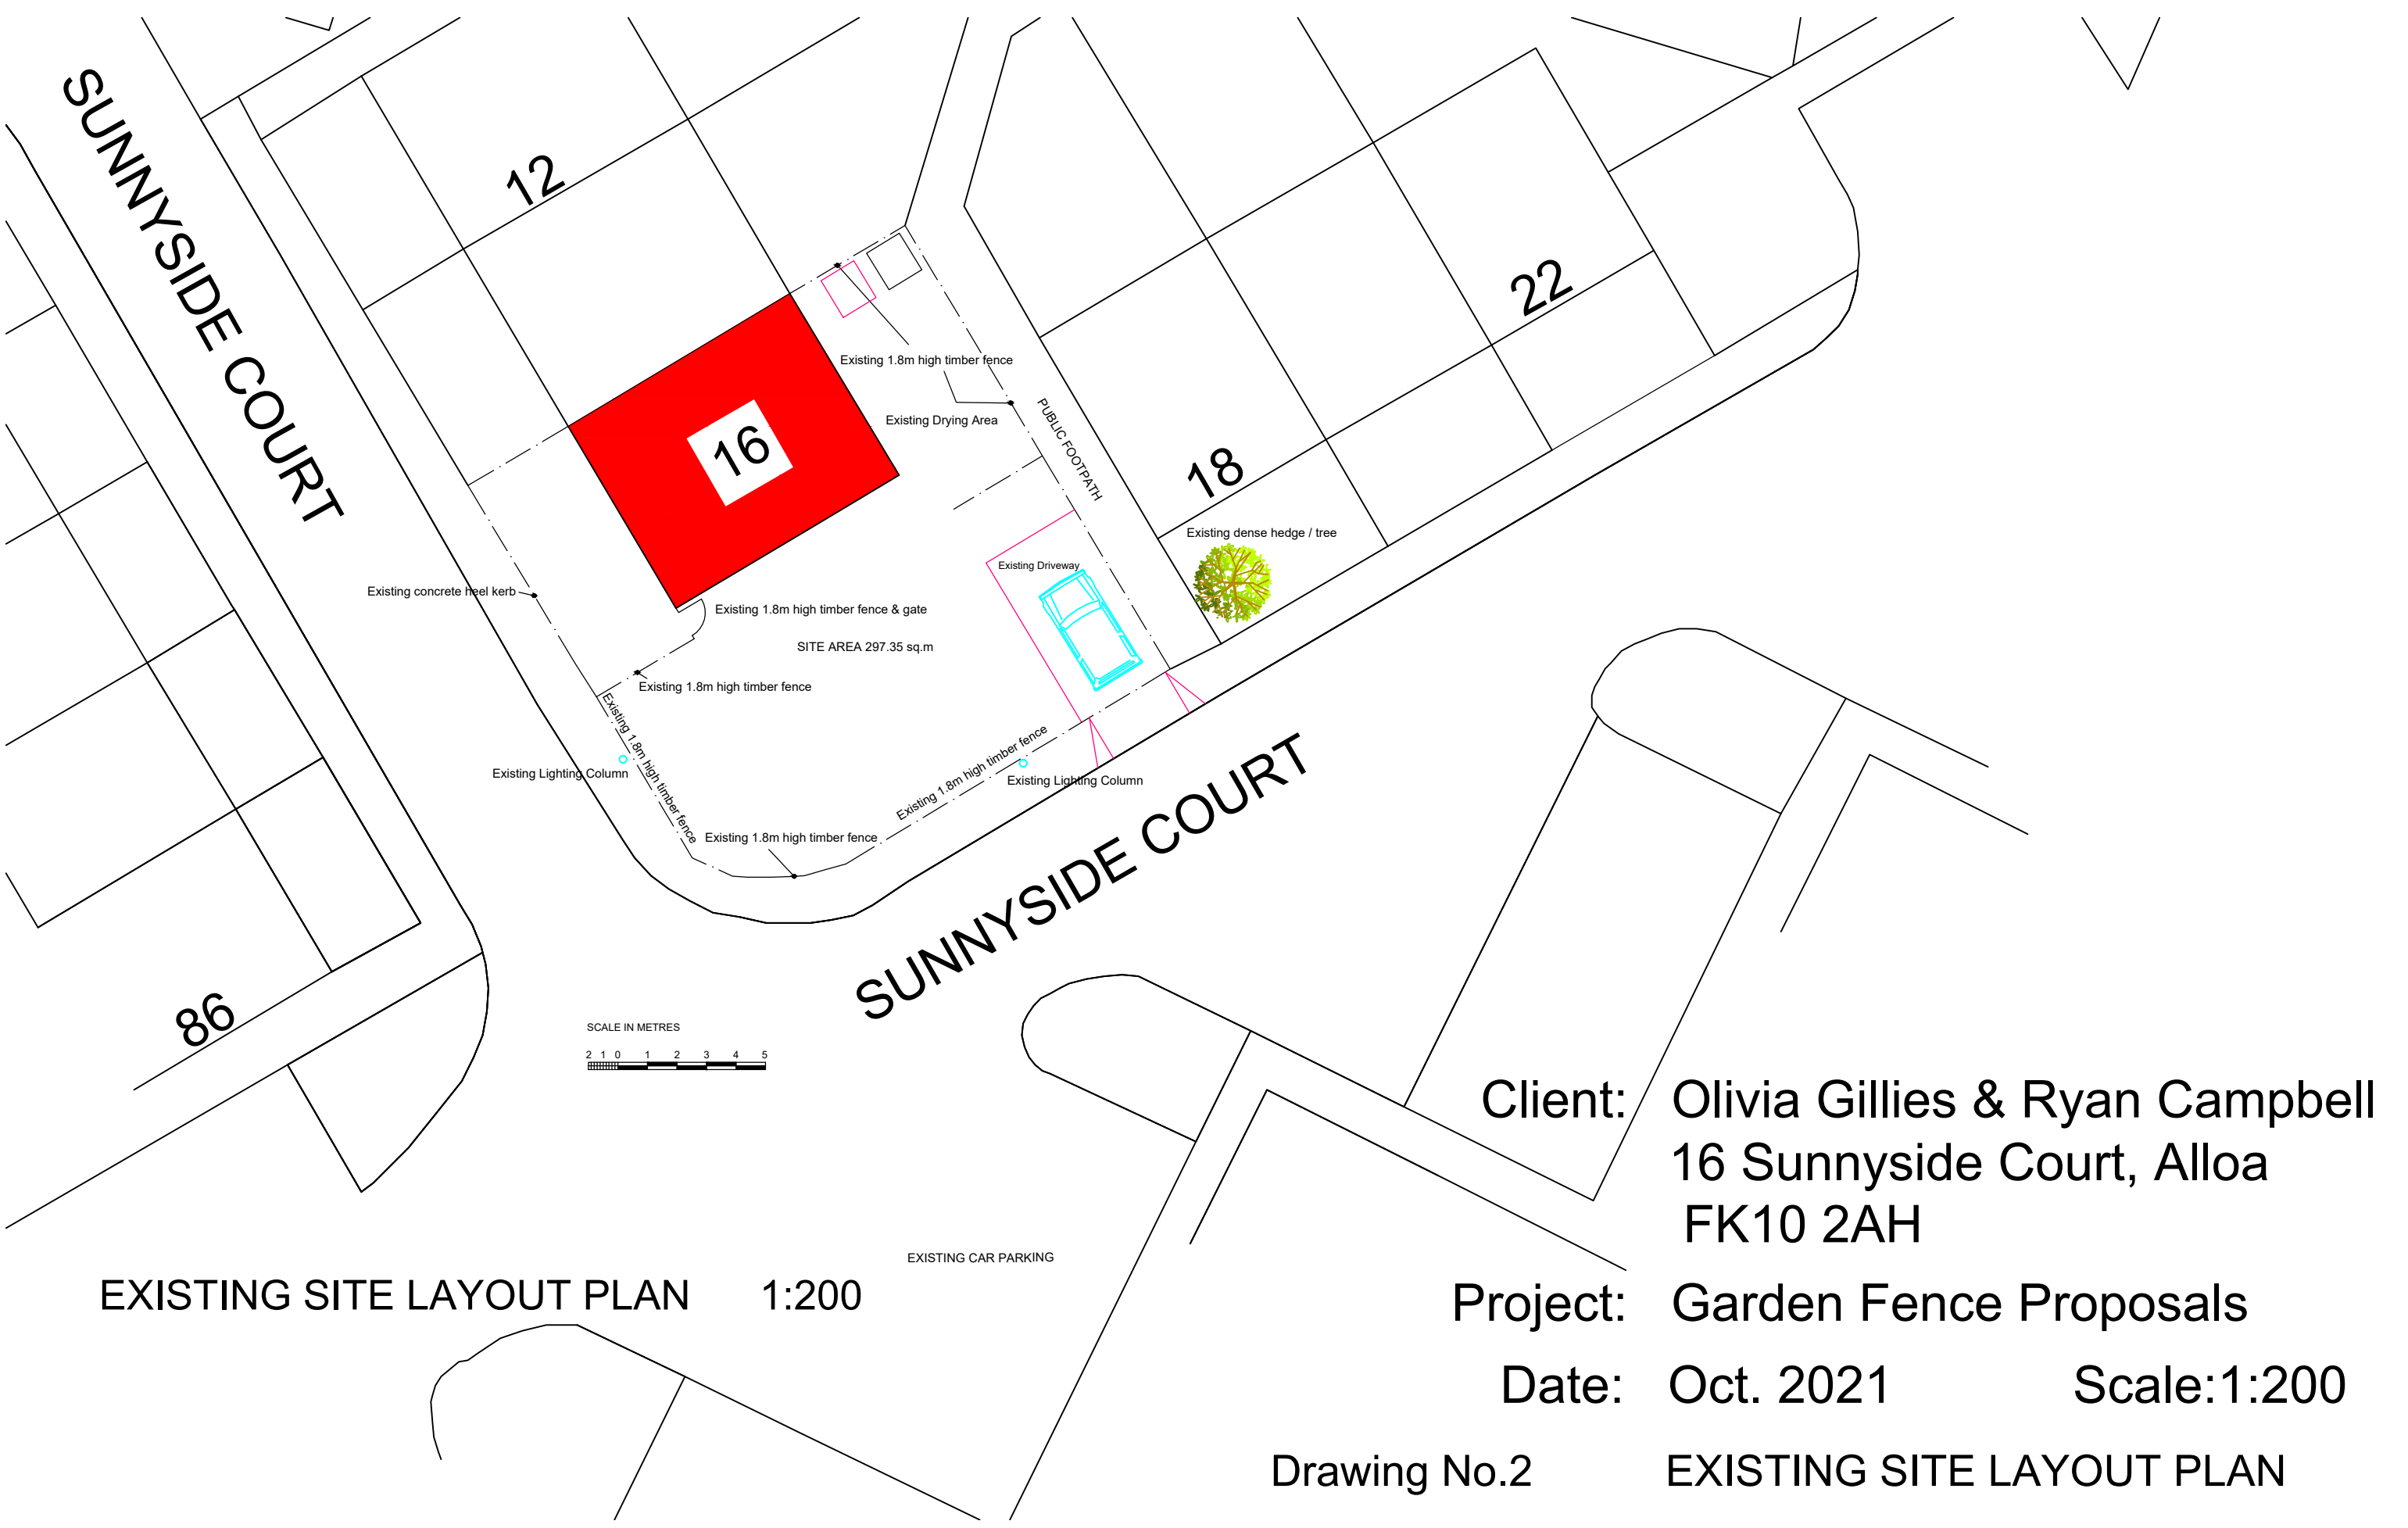 SUNNYSIDE COURT
12
16
18
22
86
Existing 1.8m high timber fence
Existing Drying Area
PUBLIC FOOTPATH
Existing dense hedge / tree
Existing Driveway
Existing concrete heel kerb
Existing 1.8m high timber fence & gate
SITE AREA 297.35 sq.m
Existing 1.8m high timber fence
Existing 1.8m high timber fence
Existing Lighting Column
Existing 1.8m high timber fence
Existing Lighting Column
Existing 1.8m high timber fence
SUNNYSIDE COURT
SCALE IN METRES
2 1 0 1 2 3 4 5
EXISTING CAR PARKING
EXISTING SITE LAYOUT PLAN 1:200
Client: Olivia Gillies & Ryan Campbell
16 Sunnyside Court, Alloa
FK10 2AH
Project: Garden Fence Proposals
Date: Oct. 2021 Scale:1:200
Drawing No.2 EXISTING SITE LAYOUT PLAN